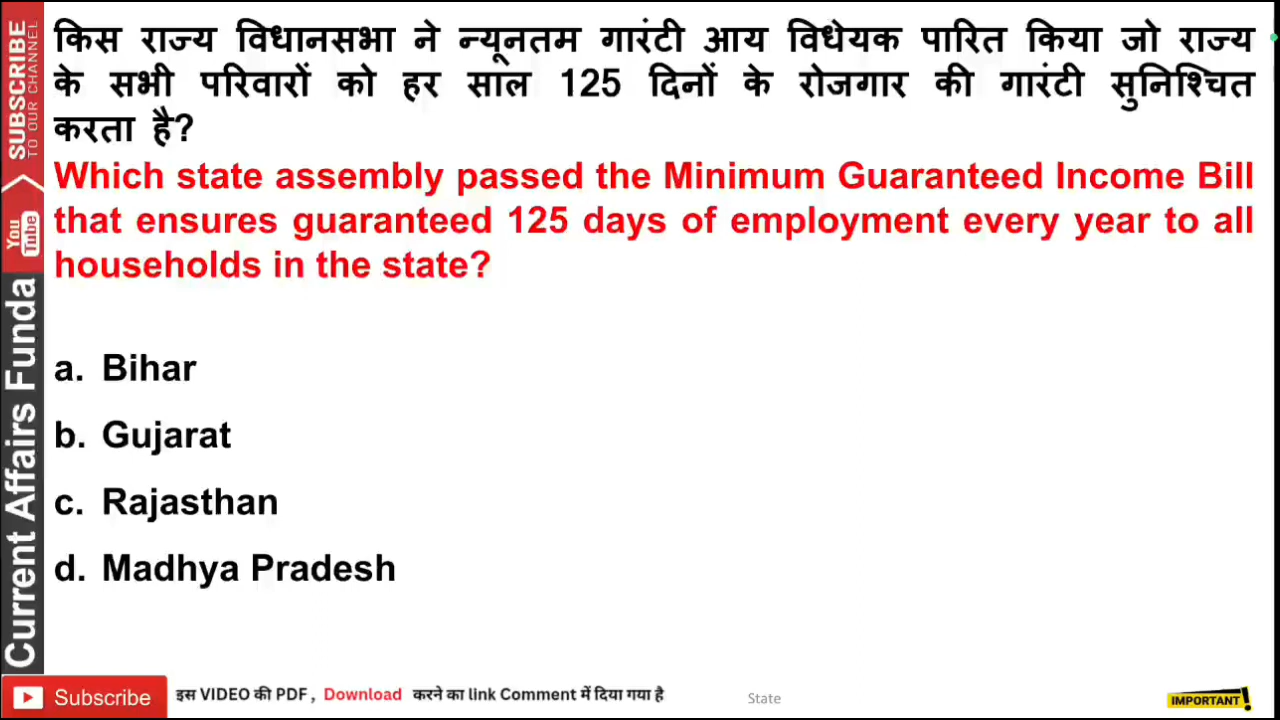 किस राज्य विधानसभा ने न्यूनतम गारंटी आय विधेयक पारित किया जो राज्य
के सभी परिवारों को हर साल 125 दिनों के रोजगार की गारंटी सुनिश्चित
करता है?
Which state assembly passed the Minimum Guaranteed Income Bill
that ensures guaranteed 125 days of employment every year to all
households in the state?
a. Bihar
b. Gujarat
c. Rajasthan
d. Madhya Pradesh
SUBSCRIBE
TO OUR CHANNEL
YouTube
Current Affairs Funda
Subscribe
इस VIDEO की PDF , Download करने का link Comment में दिया गया है
State
IMPORTANT!